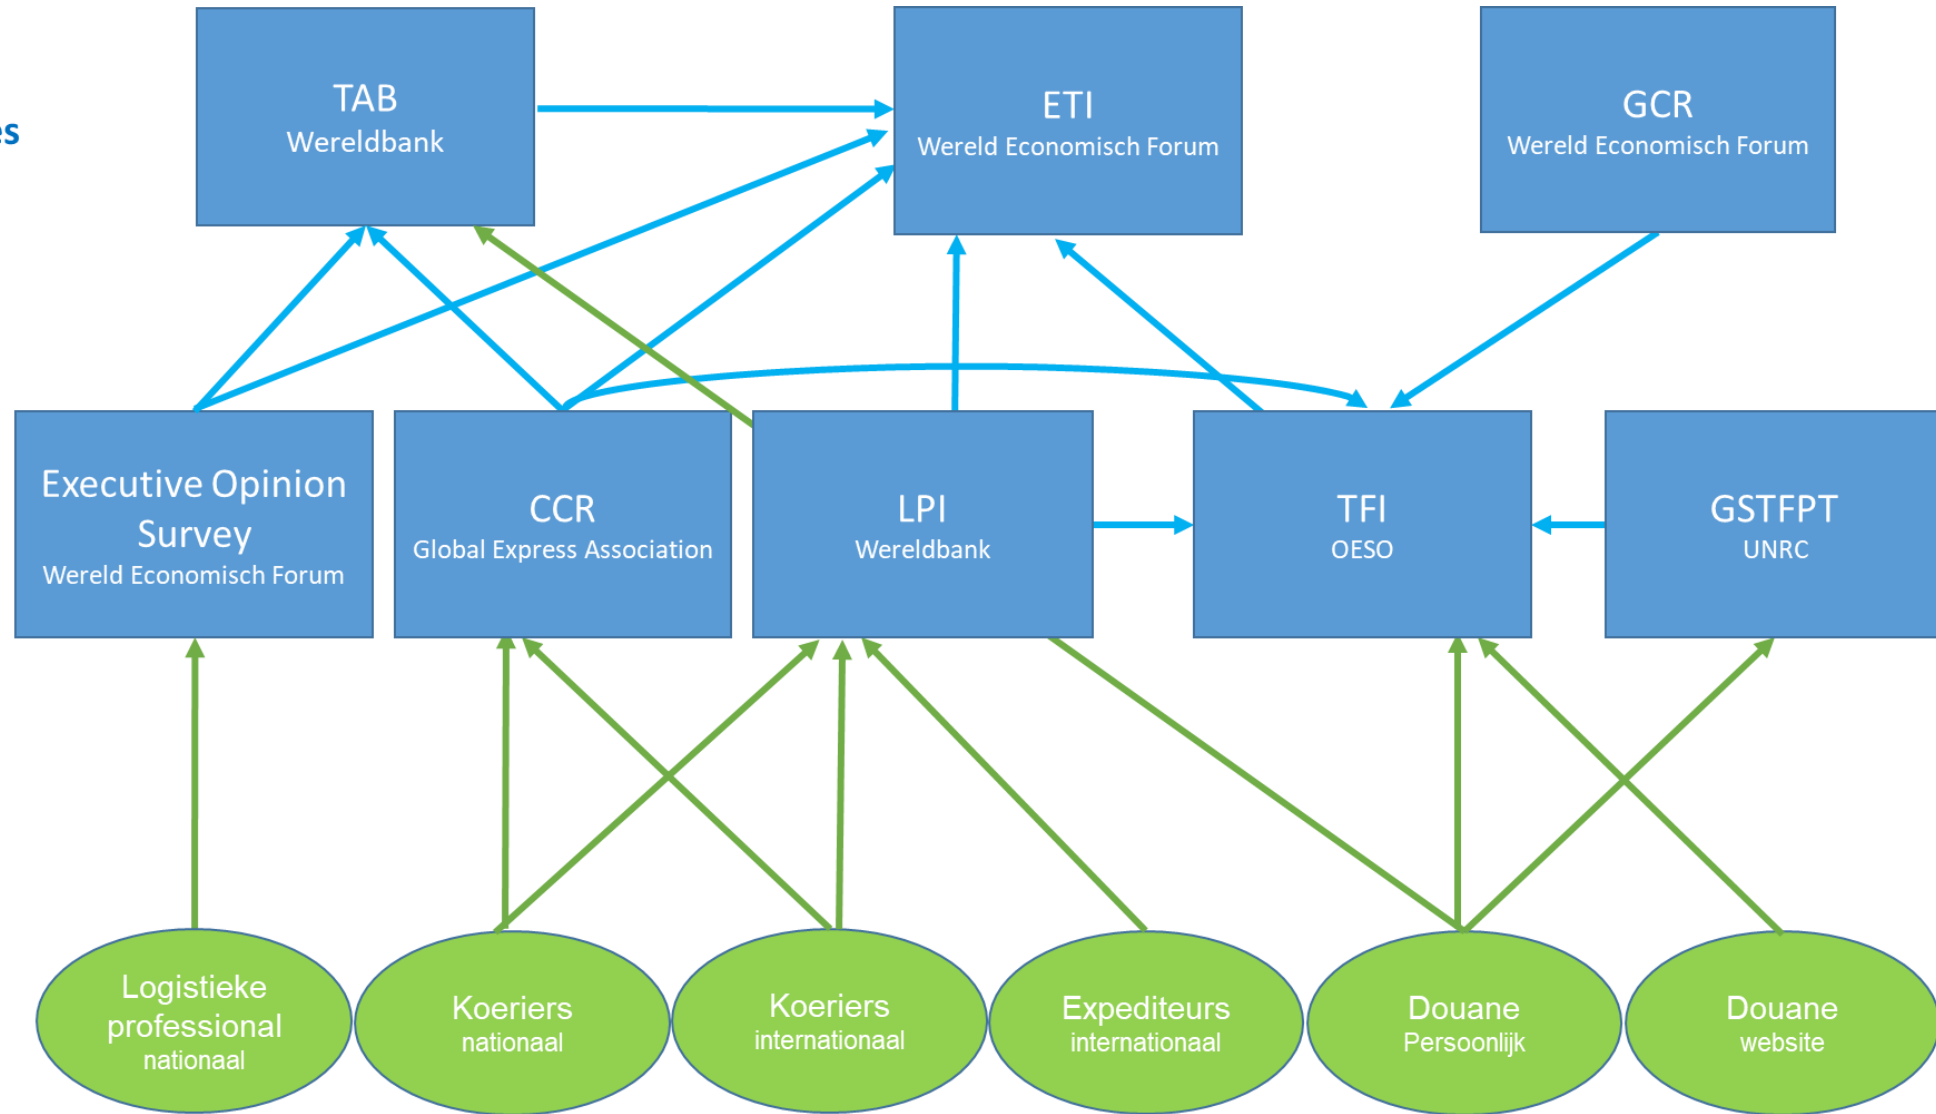 TAB
Wereldbank
ETI
Wereld Economisch Forum
GCR
Wereld Economisch Forum
es
Executive Opinion
Survey
Wereld Economisch Forum
CCR
Global Express Association
LPI
Wereldbank
TFI
OESO
GSTFPT
UNRC
Logistieke
professional
nationaal
Koeriers
nationaal
Koeriers
internationaal
Expediteurs
internationaal
Douane
Persoonlijk
Douane
website